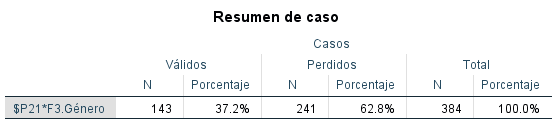 Resumen de caso
Casos
Válidos Perdidos Total
N Porcentaje N Porcentaje N Porcentaje
$P21*F3.Género 143 37.2% 241 62.8% 384 100.0%